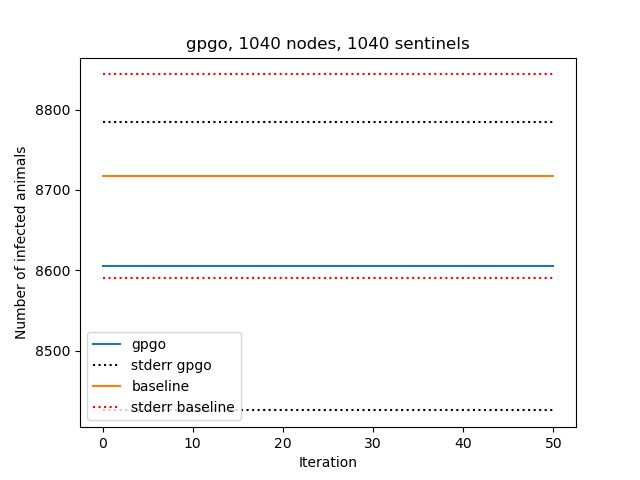 gpgo, 1040 nodes, 1040 sentinels
Number of infected animals
8800
8700
8600
8500
gpgo
stderr gpgo
baseline
stderr baseline
0 10 20 30 40 50
Iteration